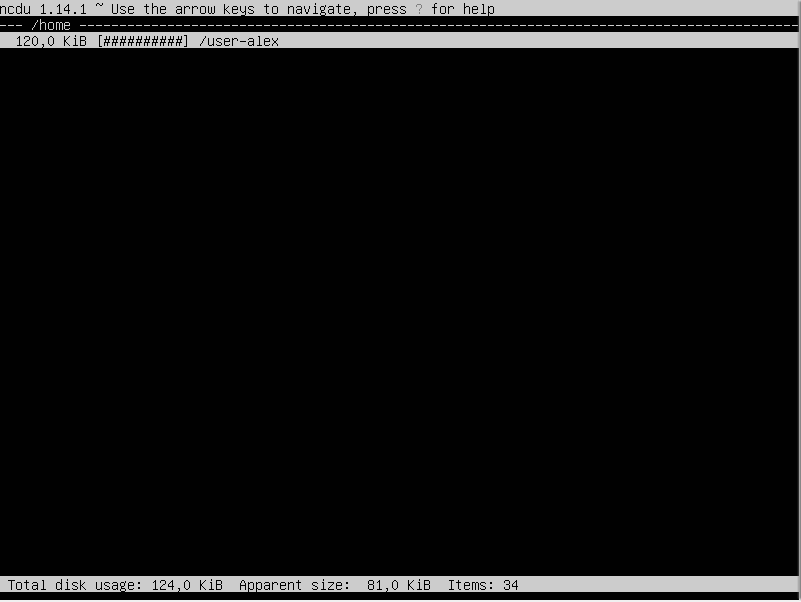 ncdu 1.14.1 ~ Use the arrow keys to navigate, press ? for help
--- /home ------------------------------------------------------------------------------------------
120,0 KiB [##########] /user-alex
Total disk usage: 124,0 KiB  Apparent size:  81,0 KiB  Items: 34